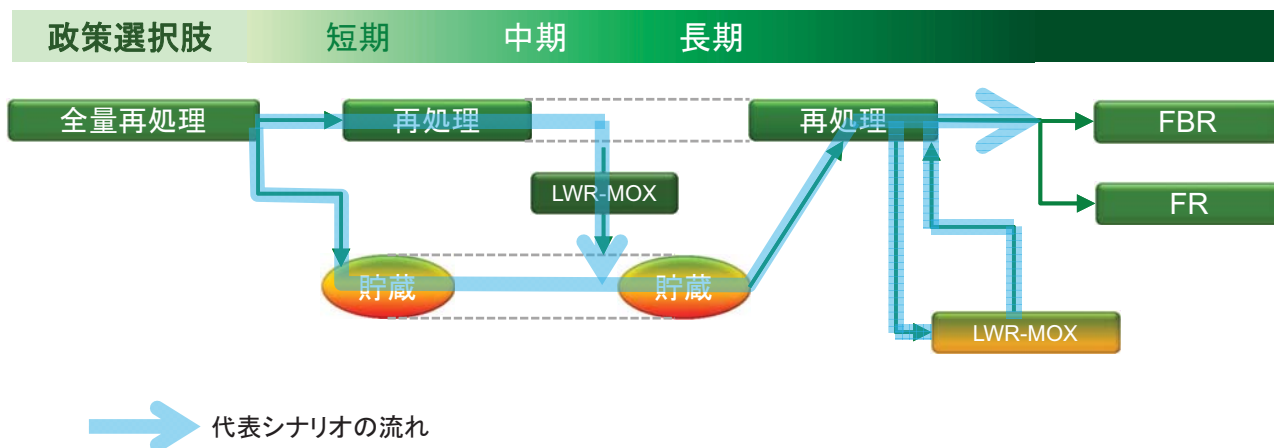 政策選択肢 短期 中期 長期
全量再処理 再処理 再処理 FBR
LWR-MOX FR
貯蔵 貯蔵
LWR-MOX
代表シナリオの流れ